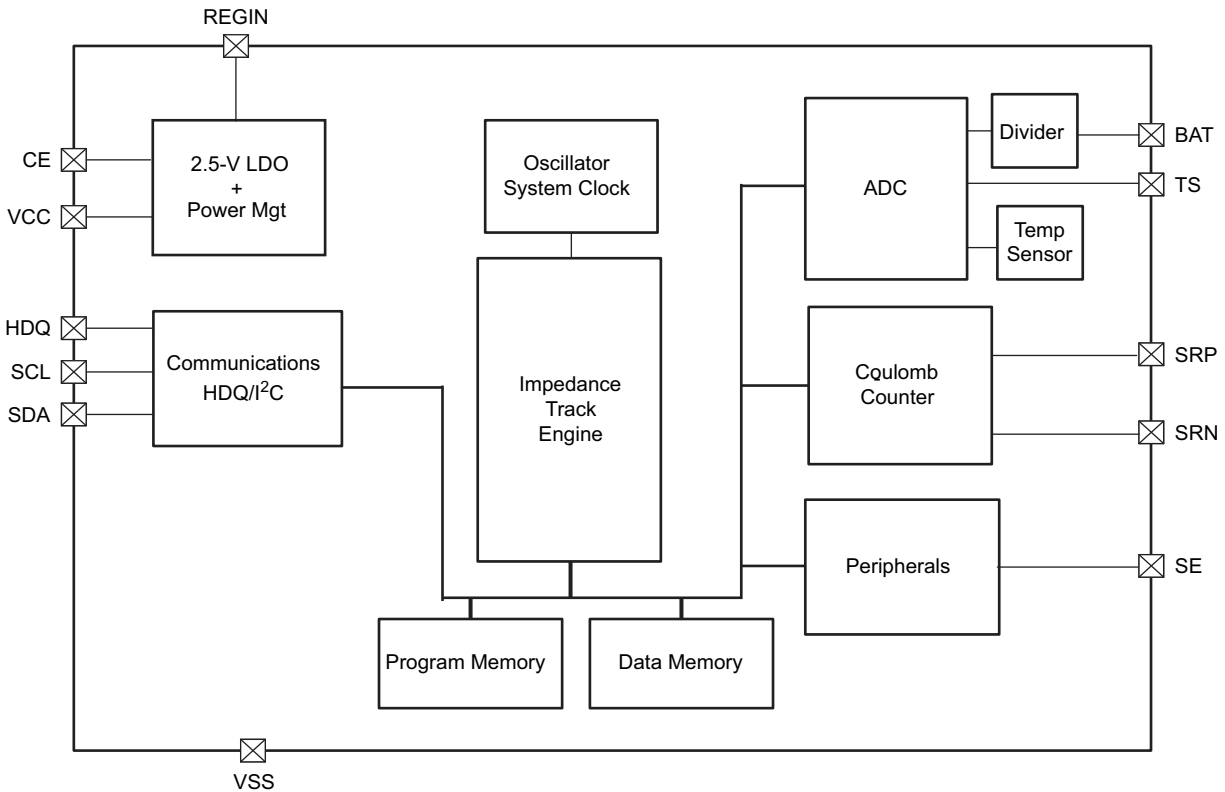 REGIN
CE
VCC
2.5-V LDO
+
Power Mgt
Oscillator
System Clock
ADC
Divider
BAT
TS
Temp
Sensor
HDQ
SCL
SDA
Communications
HDQ/I²C
Impedance
Track
Engine
Coulomb
Counter
SRP
SRN
Peripherals
SE
Program Memory
Data Memory
VSS